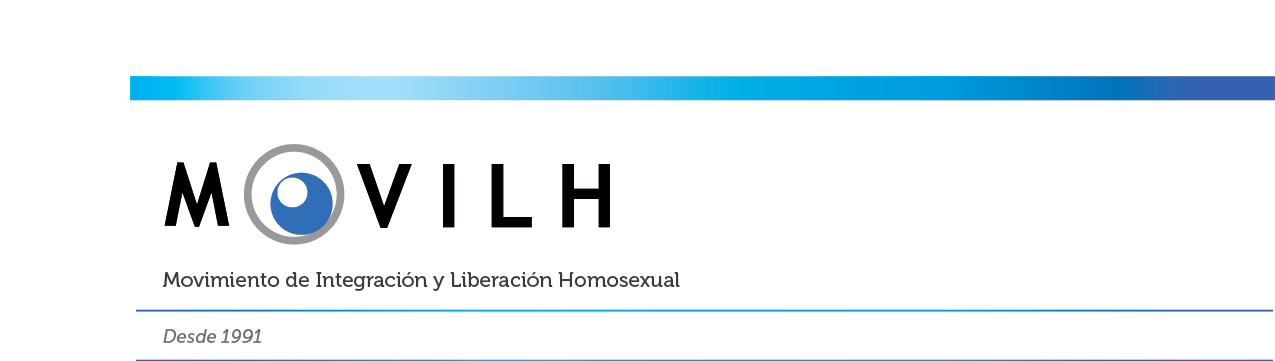 MOVILH
Movimiento de Integración y Liberación Homosexual
Desde 1991